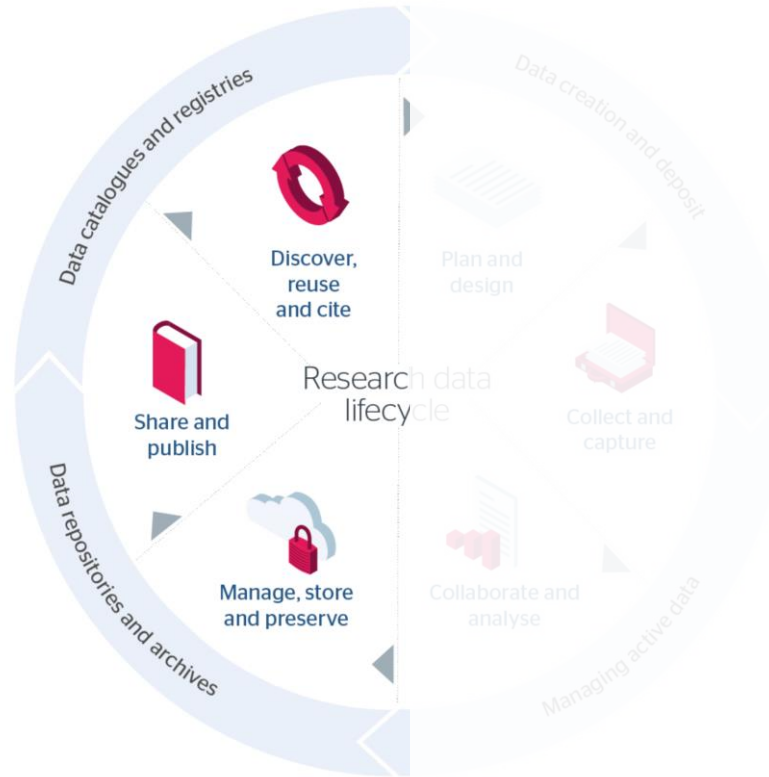 Data catalogues and registries
Data creation and deposit
Discover,
reuse
and cite
Plan and
design
Share and
publish
Research data
lifecycle
Collect and
capture
Manage, store
and preserve
Collaborate and
analyse
Data repositories and archives
Managing active data